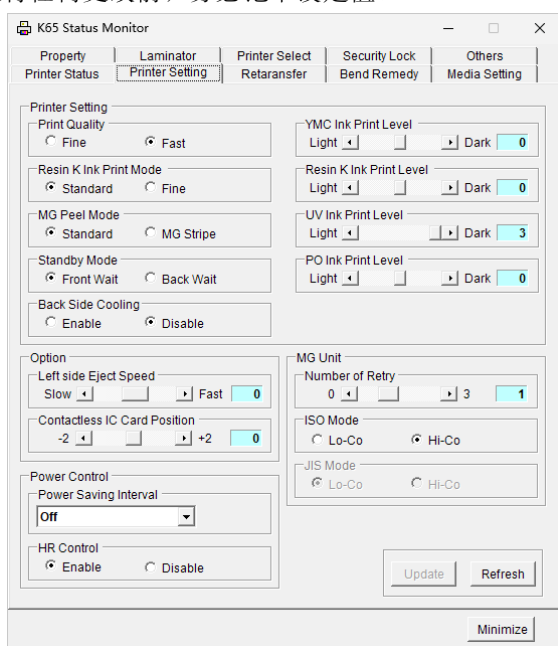 K65 Status Monitor
Property Laminator Printer Select Security Lock Others
Printer Status Printer Setting Retaransfer Bend Remedy Media Setting
Printer Setting
Print Quality
Fine Fast
YMC Ink Print Level
Light Dark 0
Resin K Ink Print Mode
Standard Fine
Resin K Ink Print Level
Light Dark 0
MG Peel Mode
Standard MG Stripe
UV Ink Print Level
Light Dark 3
Standby Mode
Front Wait Back Wait
PO Ink Print Level
Light Dark 0
Back Side Cooling
Enable Disable
Option
Left side Eject Speed
Slow Fast 0
Contactless IC Card Position
-2 +2 0
MG Unit
Number of Retry
0 3 1
ISO Mode
Lo-Co Hi-Co
JIS Mode
Lo-Co Hi-Co
Power Control
Power Saving Interval
Off
HR Control
Enable Disable
Update Refresh
Minimize